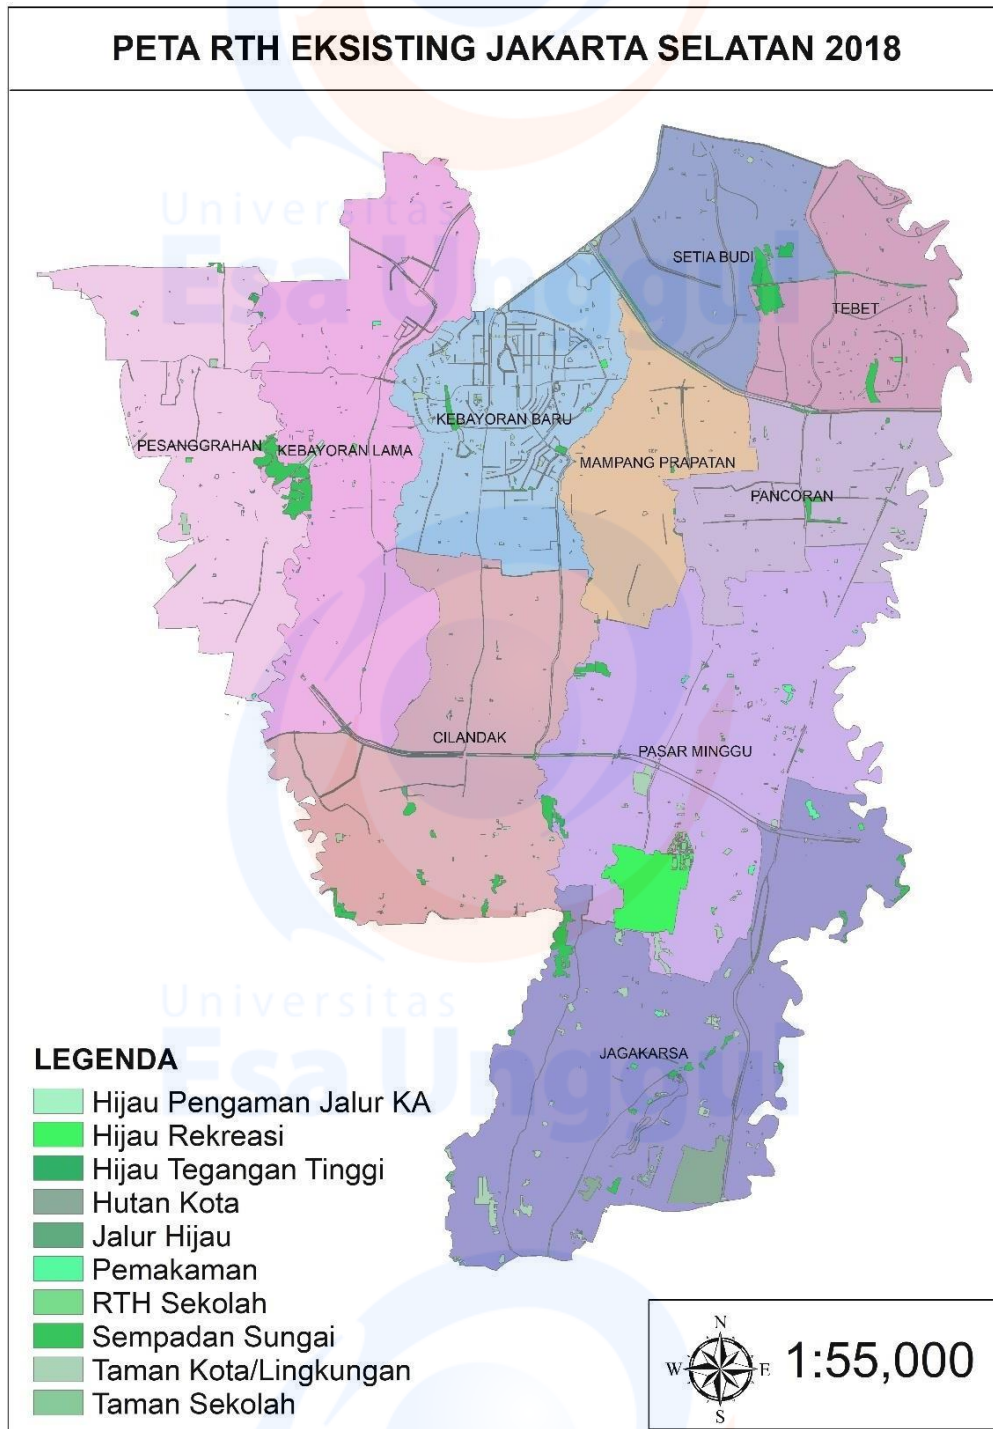 PETA RTH EKSISTING JAKARTA SELATAN 2018
Universitas
Esa Unggul
SETIA BUDI
TEBET
KEBAYORAN BARU
PESANGGRAHAN
KEBAYORAN LAMA
MAMPANG PRAPATAN
PANCORAN
CILANDAK
PASAR MINGGU
Universitas
Esa Unggul
JAGAKARSA
LEGENDA
Hijau Pengaman Jalur KA
Hijau Rekreasi
Hijau Tegangan Tinggi
Hutan Kota
Jalur Hijau
Pemakaman
RTH Sekolah
Sempadan Sungai
Taman Kota/Lingkungan
Taman Sekolah
N
W E
S
1:55,000